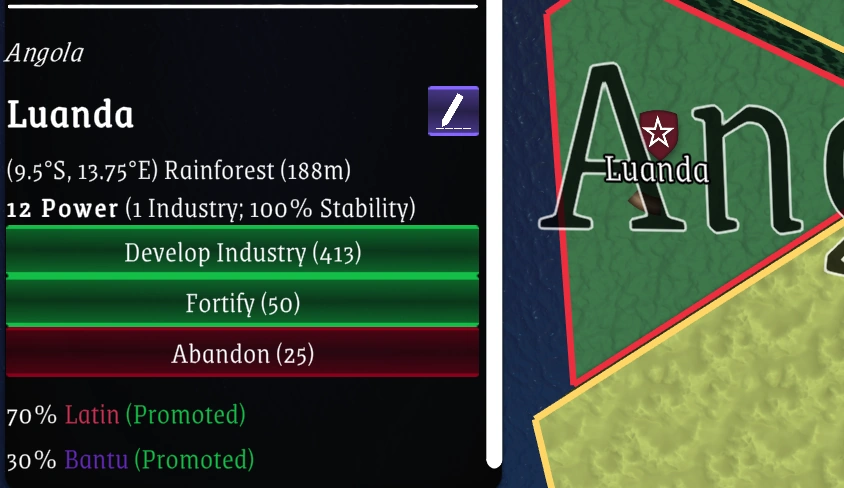 Angola
Luanda
(9.5°S, 13.75°E) Rainforest (188m)
12 Power (1 Industry; 100% Stability)
Develop Industry (413)
Fortify (50)
Abandon (25)
70% Latin (Promoted)
30% Bantu (Promoted)
An
Luanda